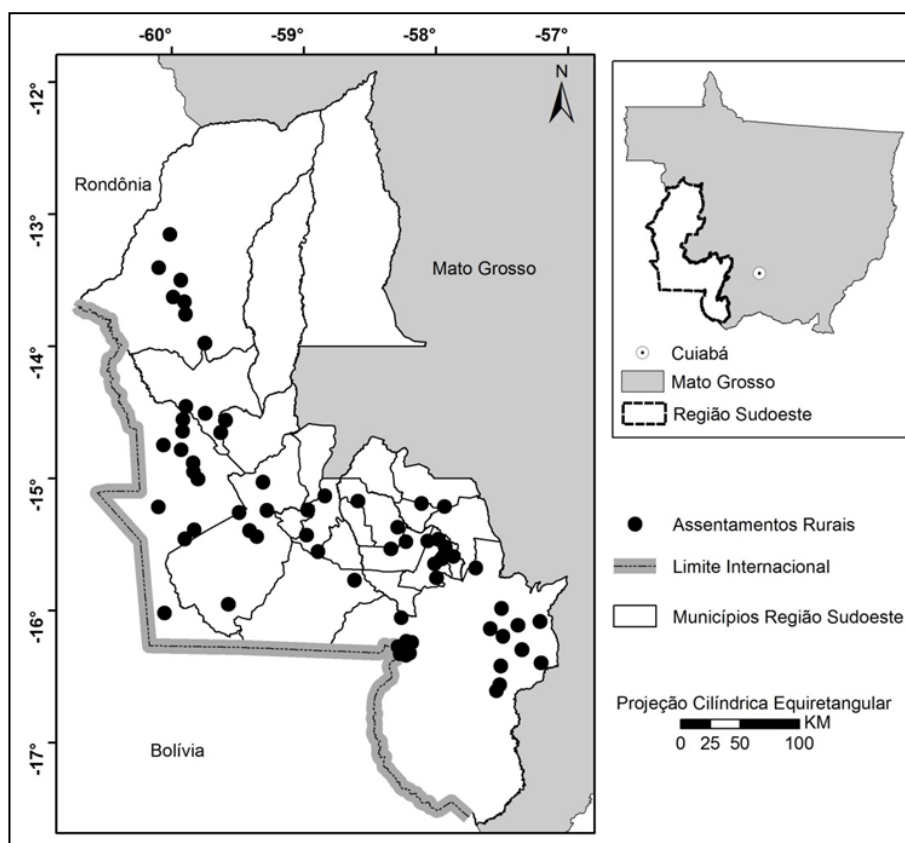 -60° -59° -58° -57°
-12°
-13°
-14°
-15°
-16°
-17°
N
Rondônia
Mato Grosso
Bolívia
Cuiabá
Mato Grosso
Região Sudoeste
Assentamentos Rurais
Limite Internacional
Municípios Região Sudoeste
Projeção Cilíndrica Equiretangular
KM
0 25 50 100